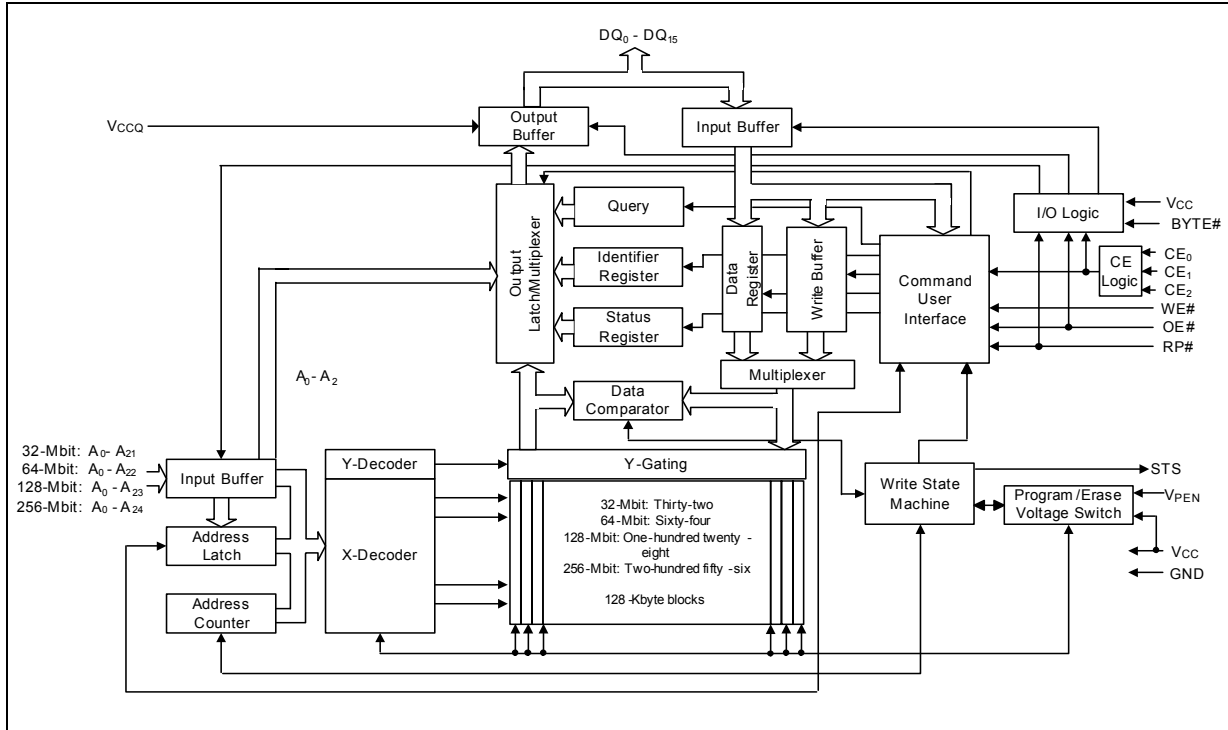 DQ0 - DQ15
VCCQ
Output
Buffer
Input Buffer
Output
Latch/Multiplexer
Query
Identifier
Register
Status
Register
Data
Register
Write Buffer
Command
User
Interface
I/O Logic
VCC
BYTE#
CE
Logic
CE0
CE1
CE2
WE#
OE#
RP#
Multiplexer
Data
Comparator
A0- A2
32-Mbit: A0- A21
64-Mbit: A0 - A22
128-Mbit: A0 - A23
256-Mbit: A0 - A24
Input Buffer
Address
Latch
Address
Counter
Y-Decoder
X-Decoder
Y-Gating
32-Mbit: Thirty-two
64-Mbit: Sixty-four
128-Mbit: One-hundred twenty -
eight
256-Mbit: Two-hundred fifty -six
128 -Kbyte blocks
Write State
Machine
Program /Erase
Voltage Switch
STS
VPEN
VCC
GND